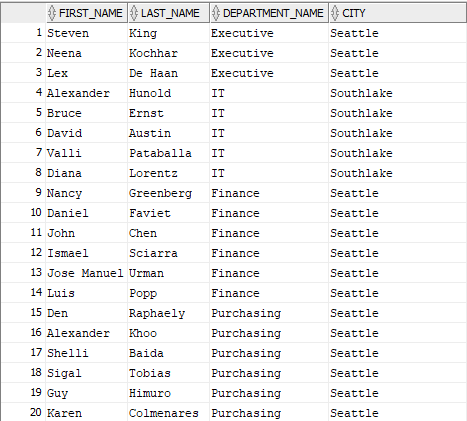 FIRST_NAME LAST_NAME DEPARTMENT_NAME CITY
1 Steven King Executive Seattle
2 Neena Kochhar Executive Seattle
3 Lex De Haan Executive Seattle
4 Alexander Hunold IT Southlake
5 Bruce Ernst IT Southlake
6 David Austin IT Southlake
7 Valli Pataballa IT Southlake
8 Diana Lorentz IT Southlake
9 Nancy Greenberg Finance Seattle
10 Daniel Faviet Finance Seattle
11 John Chen Finance Seattle
12 Ismael Sciarra Finance Seattle
13 Jose Manuel Urman Finance Seattle
14 Luis Popp Finance Seattle
15 Den Raphaely Purchasing Seattle
16 Alexander Khoo Purchasing Seattle
17 Shelli Baida Purchasing Seattle
18 Sigal Tobias Purchasing Seattle
19 Guy Himuro Purchasing Seattle
20 Karen Colmenares Purchasing Seattle